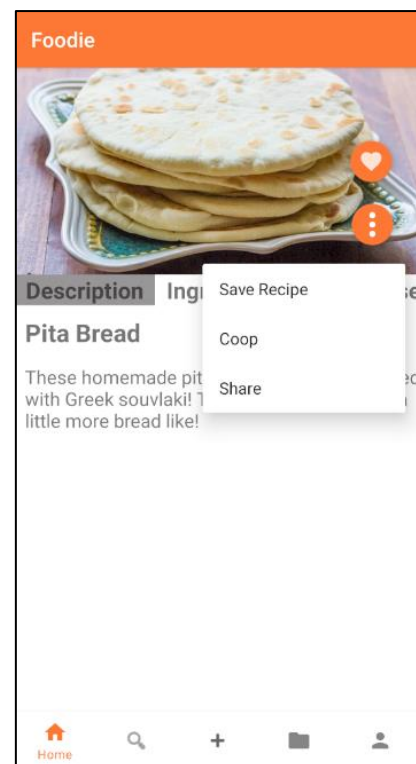 Foodie
Description Ingr
Save Recipe
Pita Bread
Coop
These homemade pit
Share
with Greek souvlaki!
little more bread like!
Home